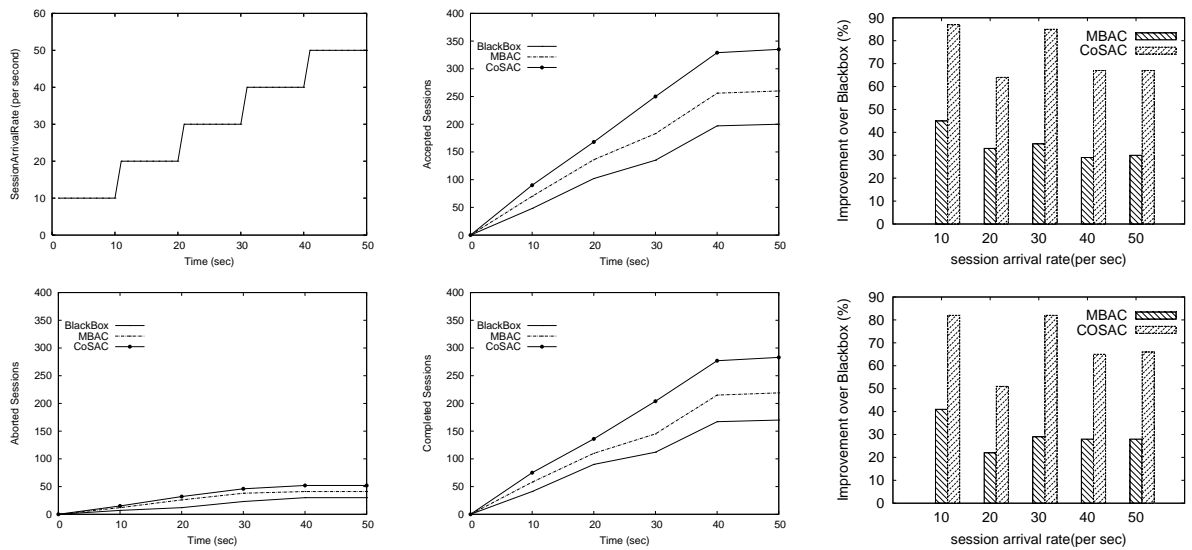 60
50
40
30
20
10
0
SessionArrivalRate (per second)
0 10 20 30 40 50
Time (sec)
400
350
300
250
200
150
100
50
0
Accepted Sessions
BlackBox
MBAC
CoSAC
0 10 20 30 40 50
Time (sec)
90
80
70
60
50
40
30
20
10
0
Improvement over Blackbox (%)
MBAC
CoSAC
10 20 30 40 50
session arrival rate(per sec)
400
350
300
250
200
150
100
50
0
Aborted Sessions
BlackBox
MBAC
CoSAC
0 10 20 30 40 50
Time (sec)
400
350
300
250
200
150
100
50
0
Completed Sessions
BlackBox
MBAC
CoSAC
0 10 20 30 40 50
Time (sec)
90
80
70
60
50
40
30
20
10
0
Improvement over Blackbox (%)
MBAC
COSAC
10 20 30 40 50
session arrival rate(per sec)